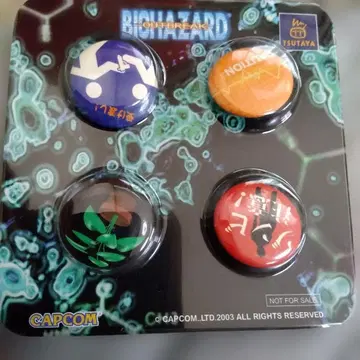 BIOHAZARD
OUTBREAK
TSUTAYA
NOT FOR SALE
CAPCOM
© CAPCOM.,LTD.2003 ALL RIGHTS RESERVED